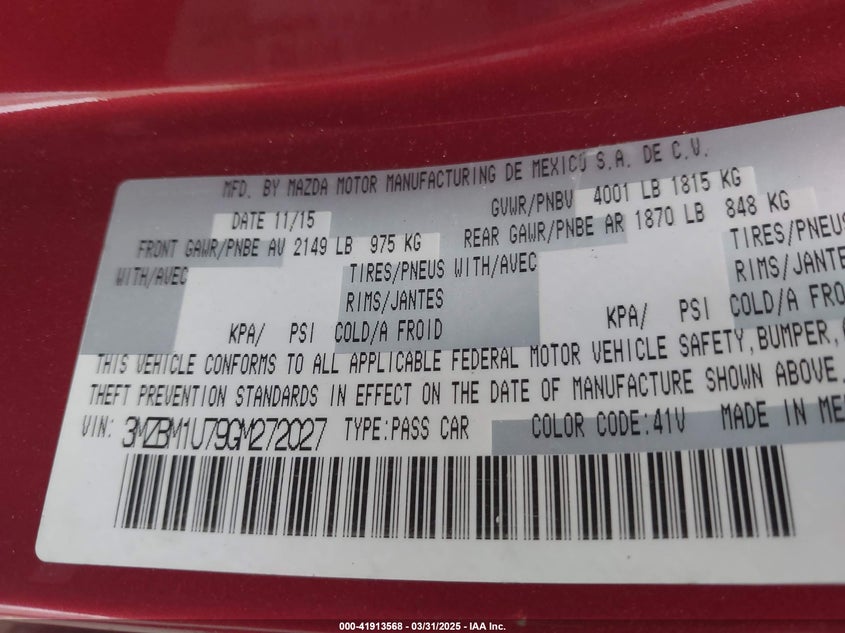 MFD. BY MAZDA MOTOR MANUFACTURING DE MEXICO S.A. DE C.V.
DATE 11/15 GVWR/PNBV 4001 LB 1815 KG
FRONT GAWR/PNBE AV 2149 LB 975 KG REAR GAWR/PNBE AR 1870 LB 848 KG
WITH/AVEC TIRES/PNEUS WITH/AVEC TIRES/PNEUS
RIMS/JANTES RIMS/JANTES
KPA/ PSI COLD/A FROID KPA/ PSI COLD/A FROI
THIS VEHICLE CONFORMS TO ALL APPLICABLE FEDERAL MOTOR VEHICLE SAFETY, BUMPER,
THEFT PREVENTION STANDARDS IN EFFECT ON THE DATE OF MANUFACTURE SHOWN ABOVE.
VIN: 3MZBM1U79GM272027 TYPE:PASS CAR COLOR CODE:41V MADE IN ME
000-41913568 - 03/31/2025 - IAA Inc.